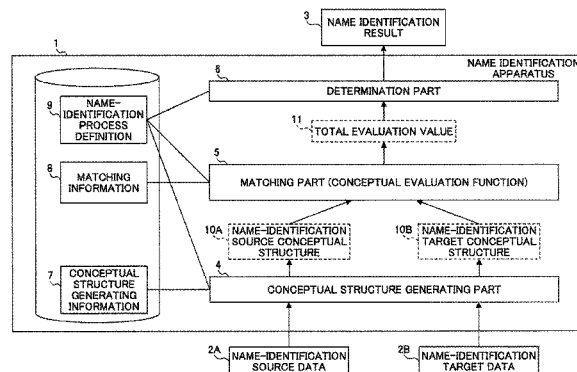 3
NAME IDENTIFICATION
RESULT
1
NAME IDENTIFICATION
APPARATUS
6
DETERMINATION PART
9
NAME-
IDENTIFICATION
PROCESS
DEFINITION
11
TOTAL EVALUATION VALUE
5
MATCHING PART (CONCEPTUAL EVALUATION FUNCTION)
8
MATCHING
INFORMATION
10A
NAME-IDENTIFICATION
SOURCE CONCEPTUAL
STRUCTURE
10B
NAME-IDENTIFICATION
TARGET CONCEPTUAL
STRUCTURE
7
CONCEPTUAL
STRUCTURE
GENERATING
INFORMATION
4
CONCEPTUAL STRUCTURE GENERATING PART
2A
NAME-IDENTIFICATION
SOURCE DATA
2B
NAME-IDENTIFICATION
TARGET DATA